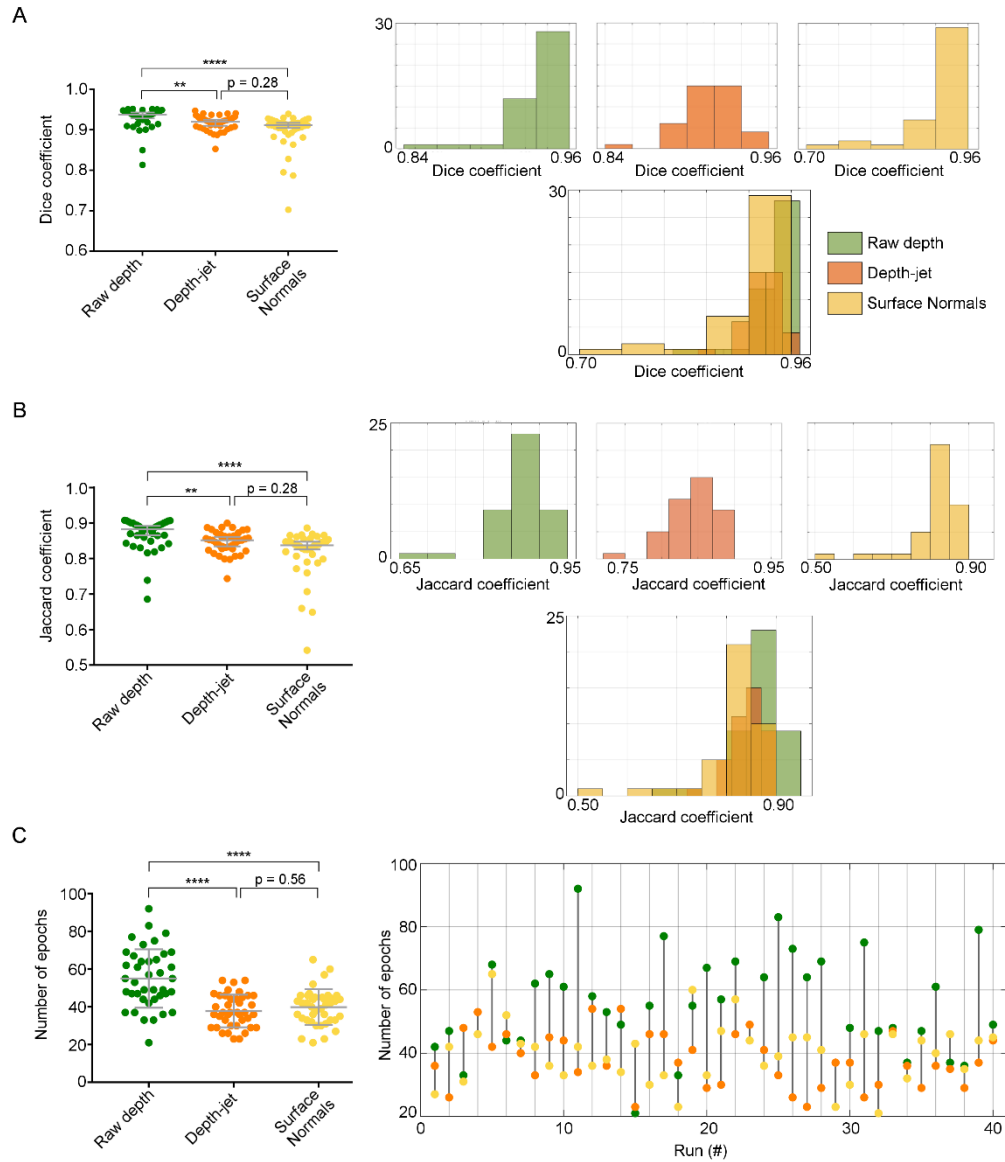 A
****
**
p = 0.28
1.0
0.9
0.8
0.7
0.6
Dice coefficient
Raw depth
Depth-jet
Surface
Normals
30
0
0.84
0.96
Dice coefficient
0.84
0.96
Dice coefficient
0.70
0.96
Dice coefficient
30
0
0.70
0.96
Dice coefficient
Raw depth
Depth-jet
Surface Normals
B
****
**
p = 0.28
1.0
0.9
0.8
0.7
0.6
0.5
Jaccard coefficient
Raw depth
Depth-jet
Surface
Normals
25
0
0.65
0.95
Jaccard coefficient
0.75
0.95
Jaccard coefficient
0.50
0.90
Jaccard coefficient
25
0
0.50
0.90
Jaccard coefficient
C
****
****
p = 0.56
100
80
60
40
20
0
Number of epochs
Raw depth
Depth-jet
Surface
Normals
100
80
60
40
20
Number of epochs
0
10
20
30
40
Run (#)